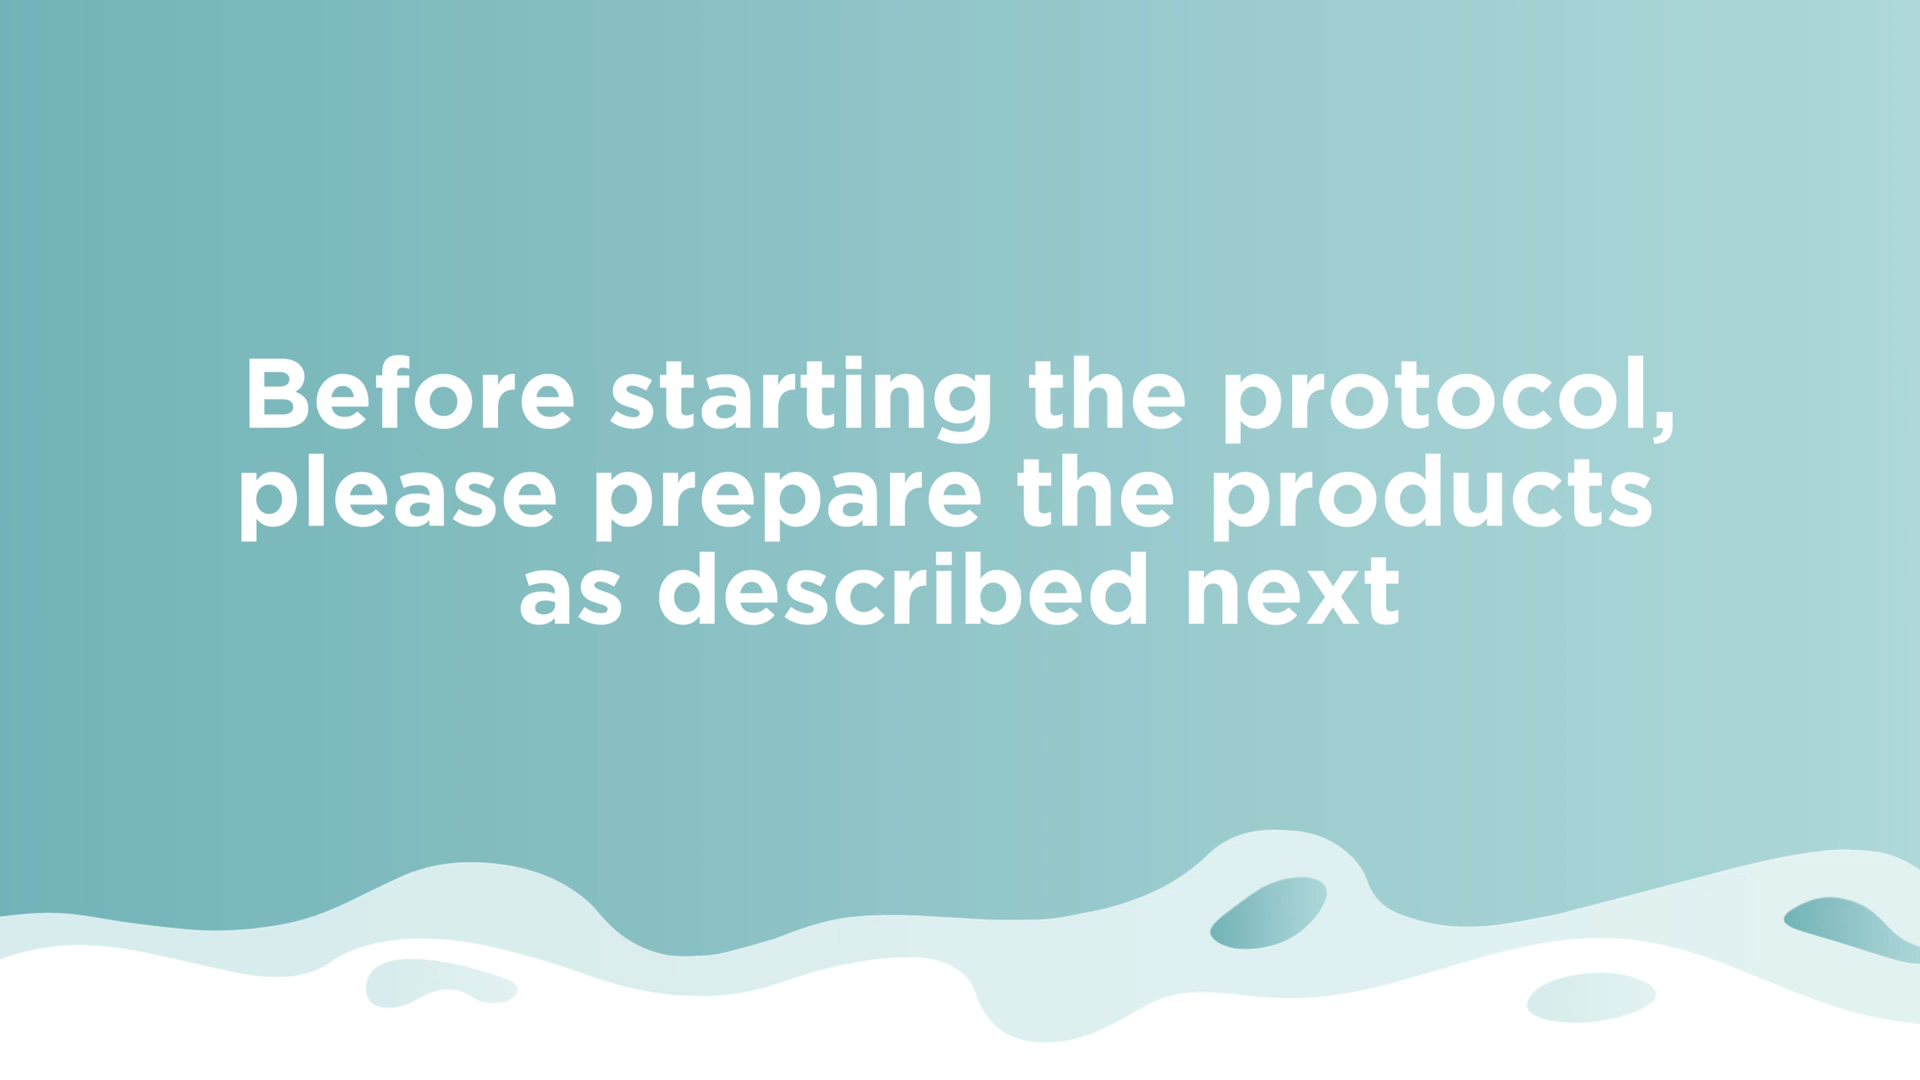 Before starting the protocol,
please prepare the products
as described next